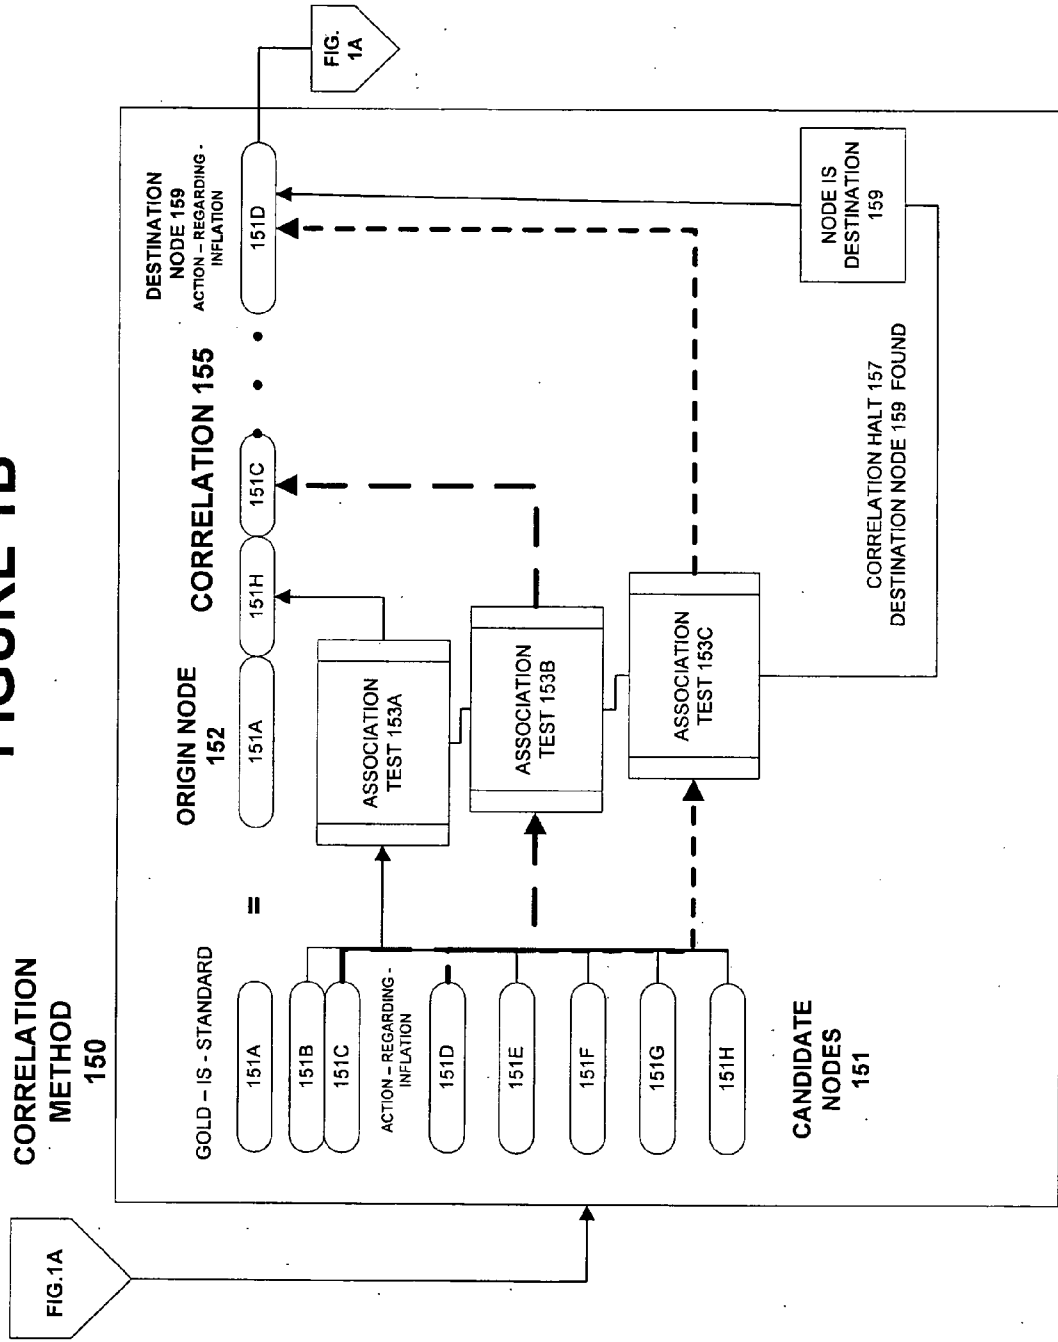 FIGURE 1B
CORRELATION
METHOD
150
FIG.1A
GOLD – IS - STANDARD
151A
=
151B
151C
ACTION – REGARDING -
INFLATION
151D
151E
151F
151G
151H
CANDIDATE
NODES
151
ORIGIN NODE
152
151A
151H
151C
CORRELATION 155
DESTINATION
NODE 159
ACTION – REGARDING -
INFLATION
151D
FIG.
1A
ASSOCIATION
TEST 153A
ASSOCIATION
TEST 153B
ASSOCIATION
TEST 153C
CORRELATION HALT 157
DESTINATION NODE 159 FOUND
NODE IS
DESTINATION
159